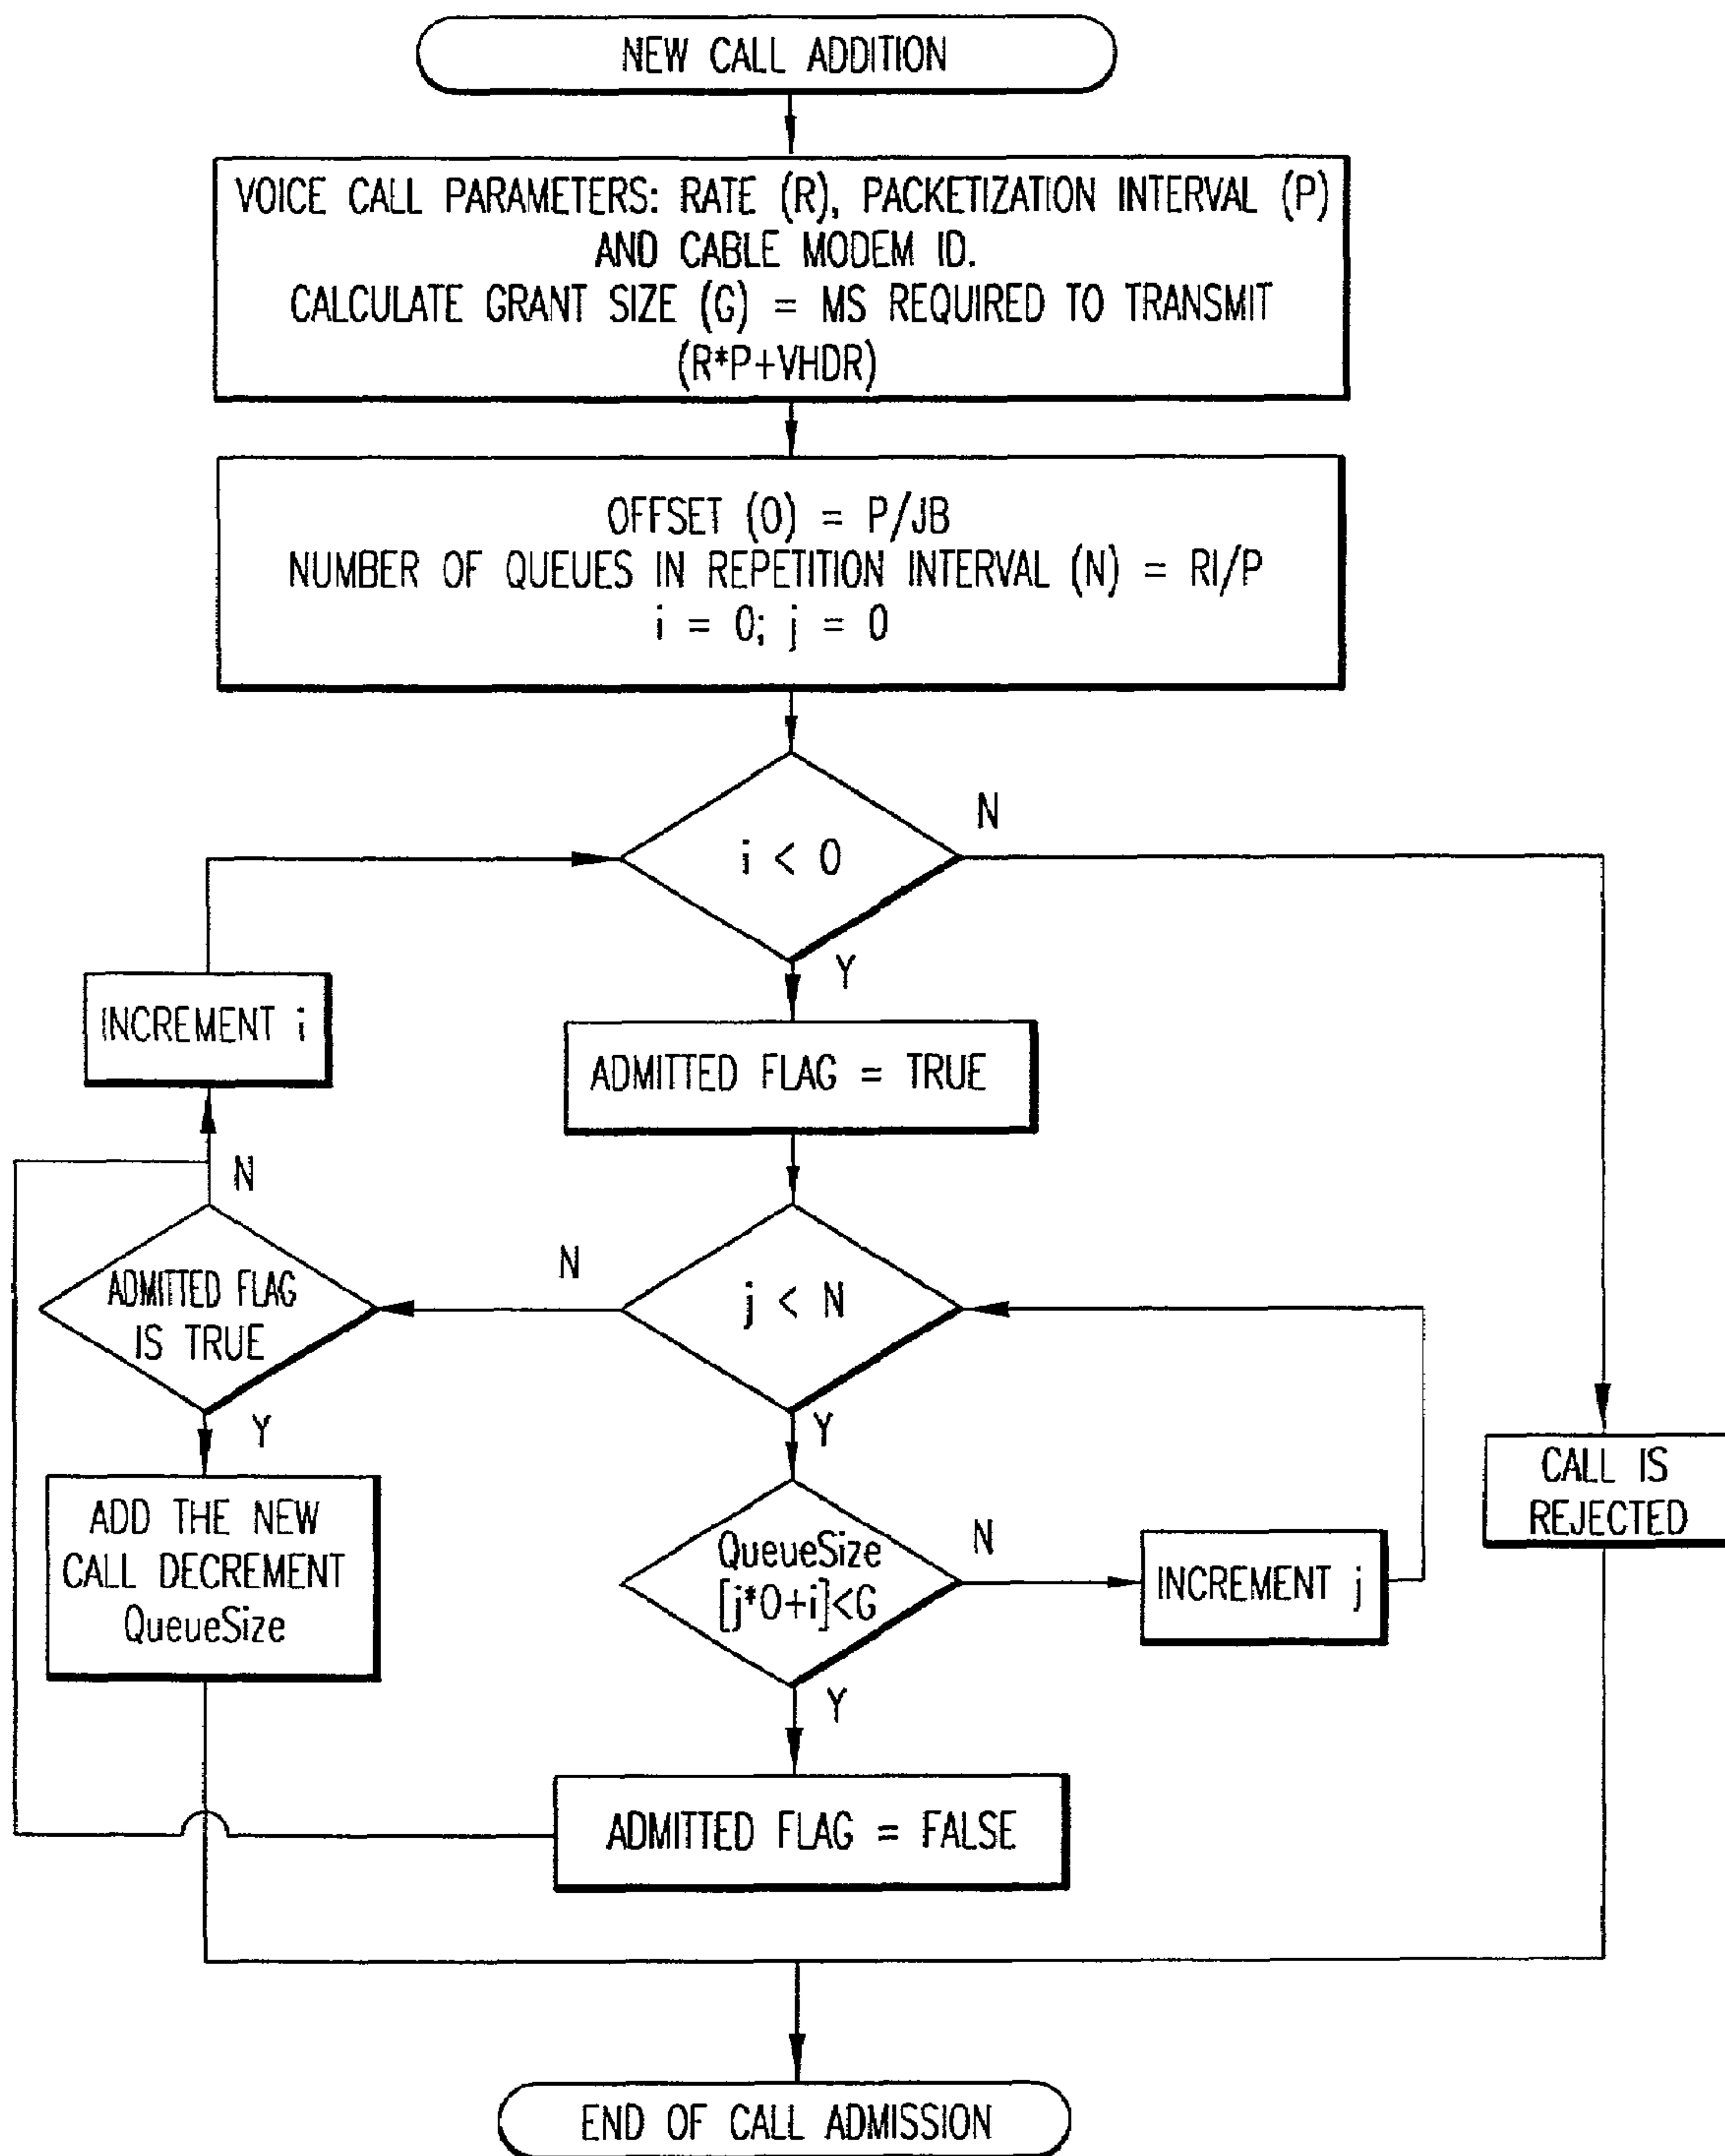 NEW CALL ADDITION
VOICE CALL PARAMETERS: RATE (R), PACKETIZATION INTERVAL (P)
AND CABLE MODEM ID.
CALCULATE GRANT SIZE (G) = MS REQUIRED TO TRANSMIT
(R*P+VHDR)
OFFSET (O) = P/JB
NUMBER OF QUEUES IN REPETITION INTERVAL (N) = RI/P
i = 0; j = 0
i < O
N
Y
INCREMENT i
ADMITTED FLAG = TRUE
N
ADMITTED FLAG
IS TRUE
N
j < N
Y
Y
ADD THE NEW
CALL DECREMENT
QueueSize
QueueSize
[j*O+i]<G
N
INCREMENT j
CALL IS
REJECTED
Y
ADMITTED FLAG = FALSE
END OF CALL ADMISSION